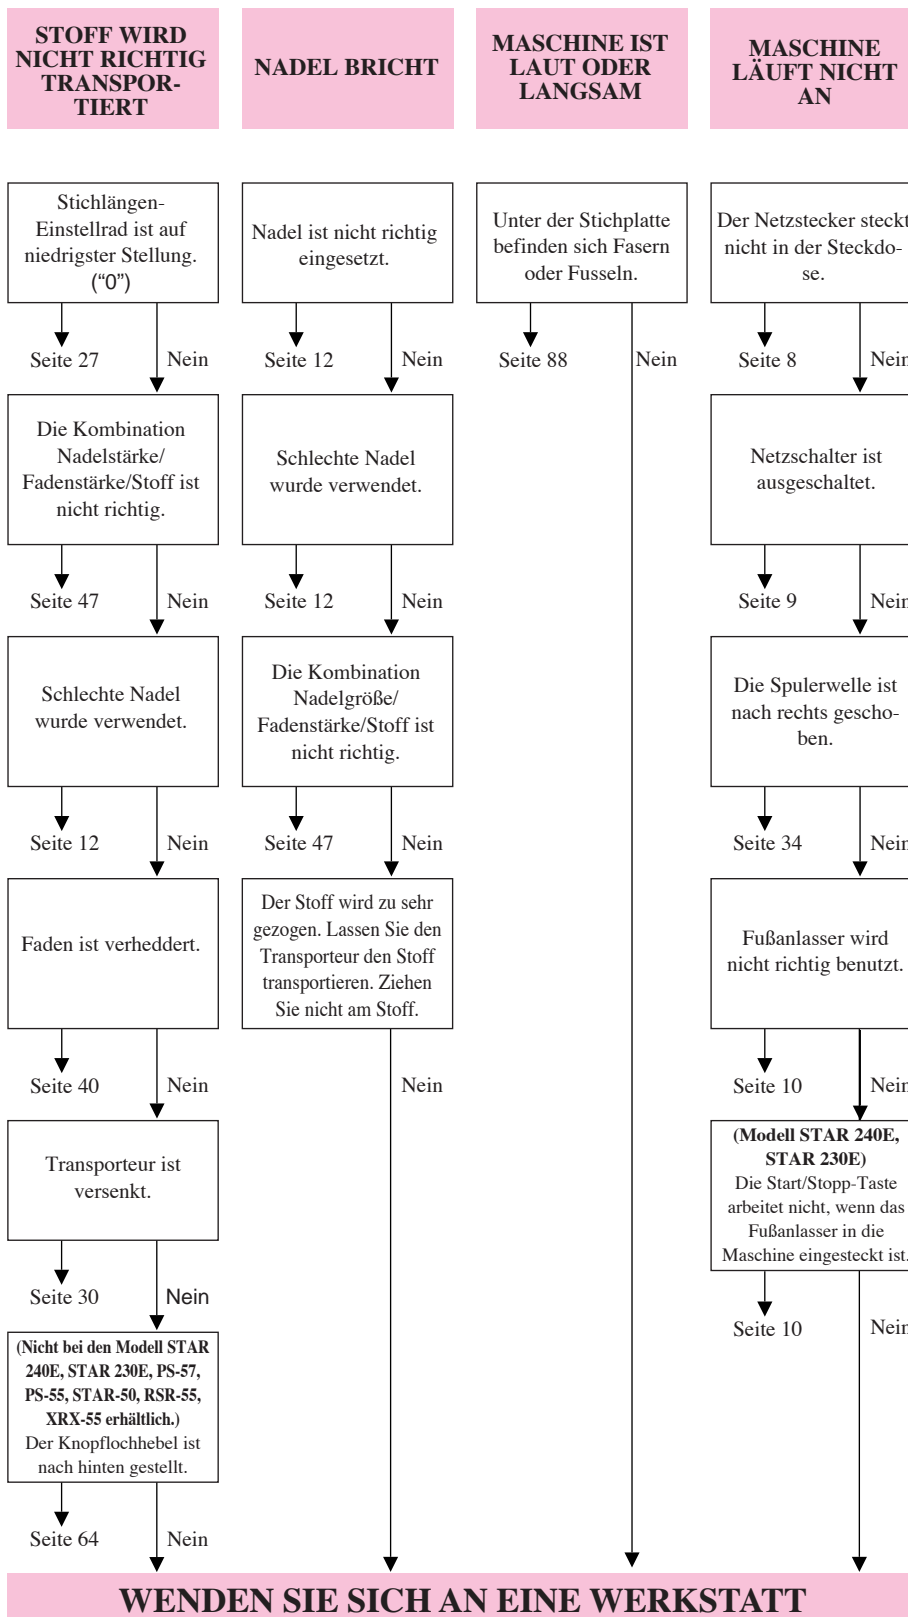 STOFF WIRD
NICHT RICHTIG
TRANSPOR-
TIERT
Stichlängen-
Einstellrad ist auf
niedrigster Stellung.
(“0”)
Seite 27
Nein
Die Kombination
Nadelstärke/
Fadenstärke/Stoff ist
nicht richtig.
Seite 47
Nein
Schlechte Nadel
wurde verwendet.
Seite 12
Nein
Faden ist verheddert.
Seite 40
Nein
Transporteur ist
versenkt.
Seite 30
Nein
(Nicht bei den Modell STAR
240E, STAR 230E, PS-57,
PS-55, STAR-50, RSR-55,
XRX-55 erhältlich.)
Der Knopflochhebel ist
nach hinten gestellt.
Seite 64
Nein
NADEL BRICHT
Nadel ist nicht richtig
eingesetzt.
Seite 12
Nein
Schlechte Nadel
wurde verwendet.
Seite 12
Nein
Die Kombination
Nadelgröße/
Fadenstärke/Stoff ist
nicht richtig.
Seite 47
Nein
Der Stoff wird zu sehr
gezogen. Lassen Sie den
Transporteur den Stoff
transportieren. Ziehen
Sie nicht am Stoff.
Nein
MASCHINE IST
LAUT ODER
LANGSAM
Unter der Stichplatte
befinden sich Fasern
oder Fusseln.
Seite 88
Nein
MASCHINE
LÄUFT NICHT
AN
Der Netzstecker steckt
nicht in der Steckdo-
se.
Seite 8
Nein
Netzschalter ist
ausgeschaltet.
Seite 9
Nein
Die Spulerwelle ist
nach rechts gescho-
ben.
Seite 34
Nein
Fußanlasser wird
nicht richtig benutzt.
Seite 10
Nein
(Modell STAR 240E,
STAR 230E)
Die Start/Stopp-Taste
arbeitet nicht, wenn das
Fußanlasser in die
Maschine eingesteckt ist.
Seite 10
Nein
WENDEN SIE SICH AN EINE WERKSTATT